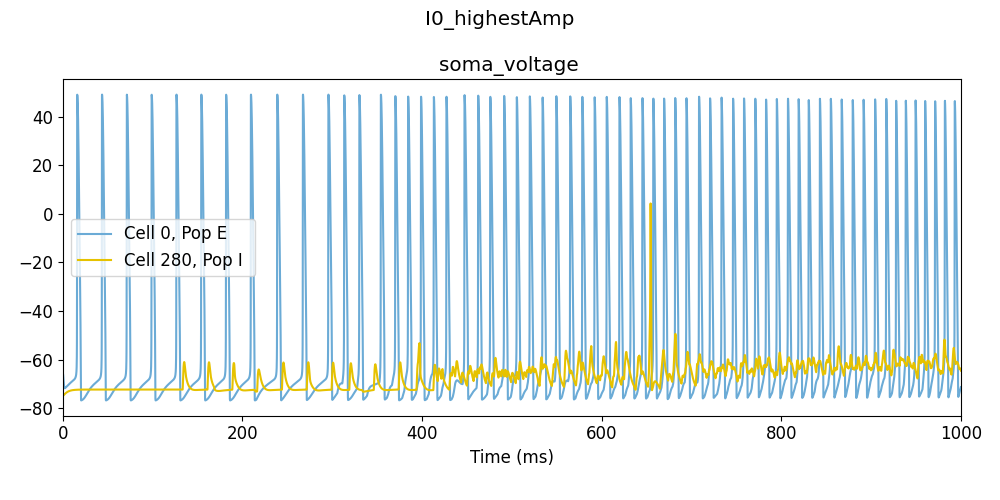 I0_highestAmp
soma_voltage
40
20
0
−20
−40
−60
−80
Cell 0, Pop E
Cell 280, Pop I
0 200 400 600 800 1000
Time (ms)